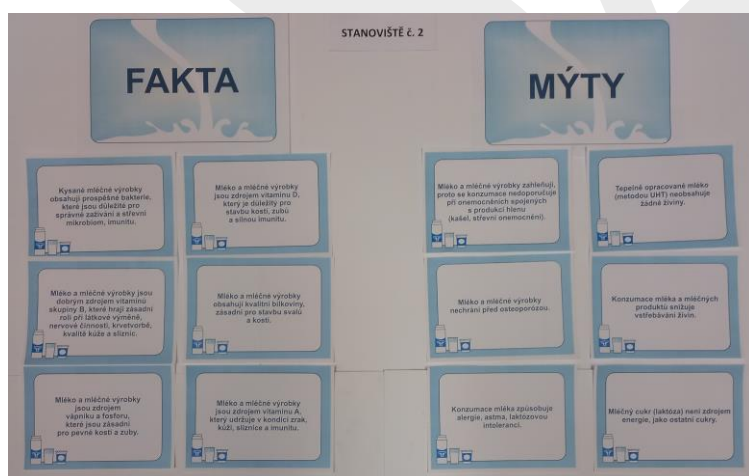 STANOVIŠTĚ č. 2
FAKTA
MÝTY
Kysané mléčné výrobky
obsahují prospěšné bakterie,
které jsou důležité pro
správné zažívání a střevní
mikrobiom, imunitu.
Mléko a mléčné výrobky
jsou zdrojem vitaminu D,
který je důležitý pro
stavbu kostí, zubů
a silnou imunitu.
Mléko a mléčné výrobky zahleňují,
proto se konzumace nedoporučuje
při onemocněních spojených
s produkcí hlenu
(kašel, střevní onemocnění).
Tepelně opracované mléko
(metodou UHT) neobsahuje
žádné živiny.
Mléko a mléčné výrobky jsou
dobrým zdrojem vitaminů
skupiny B, které hrají zásadní
roli při látkové výměně,
nervové činnosti, krvetvorbě,
kvalitě kůže a sliznic.
Mléko a mléčné výrobky
obsahují kvalitní bílkoviny,
zásadní pro stavbu svalů
a kostí.
Mléko a mléčné výrobky
nechrání před osteoporózou.
Konzumace mléka a mléčných
produktů snižuje
vstřebávání živin.
Mléko a mléčné výrobky
jsou zdrojem
vápníku a fosforu,
které jsou zásadní
pro pevné kosti a zuby.
Mléko a mléčné výrobky
jsou zdrojem vitaminu A,
který udržuje v kondici zrak,
kůži, sliznice a imunitu.
Konzumace mléka způsobuje
alergie, astma, laktózovou
intoleranci.
Mléčný cukr (laktóza) není zdrojem
energie, jako ostatní cukry.